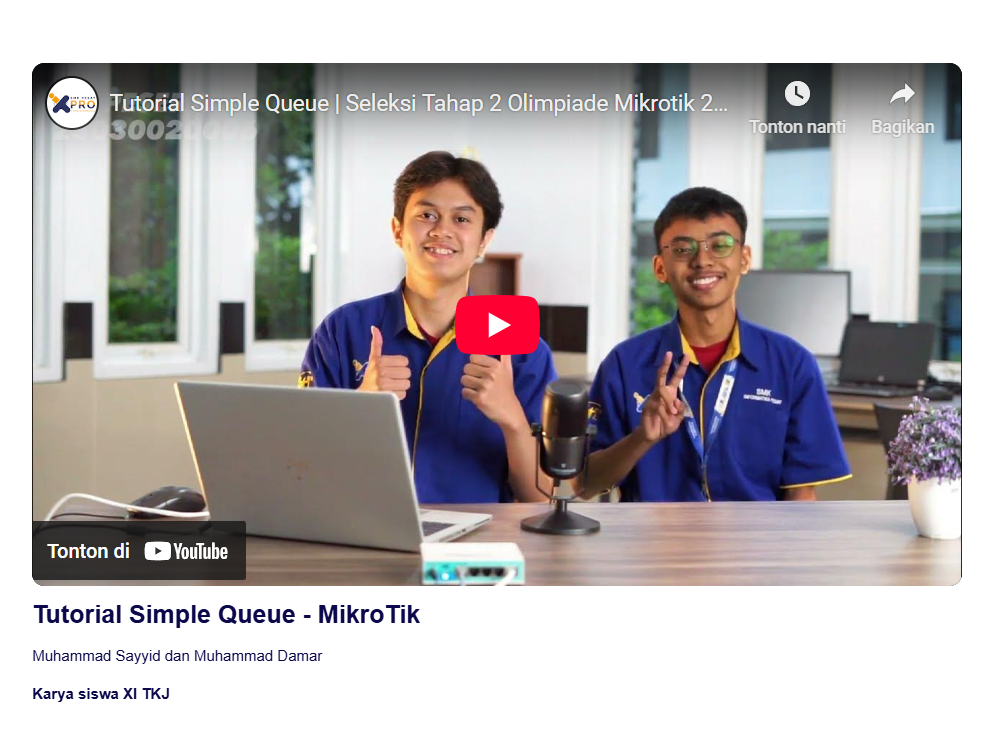 PRO
Tutorial Simple Queue | Seleksi Tahap 2 Olimpiade Mikrotik 2...
Tonton nanti
Bagikan
SMK
Tonton di YouTube
Tutorial Simple Queue - MikroTik
Muhammad Sayyid dan Muhammad Damar
Karya siswa XI TKJ